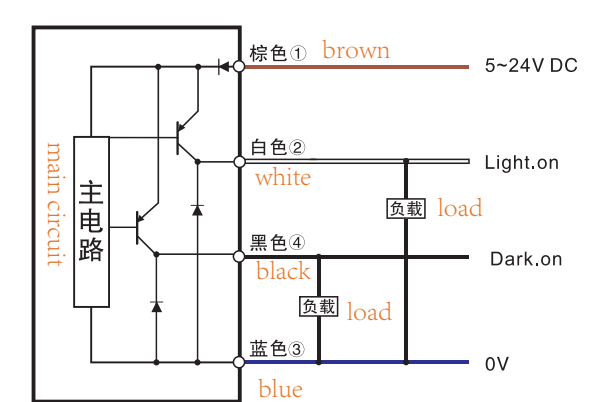 棕色① brown
5~24V DC
白色②
white
Light.on
主电路
main circuit
负载 load
黑色④
black
Dark.on
负载 load
蓝色③
blue
0V